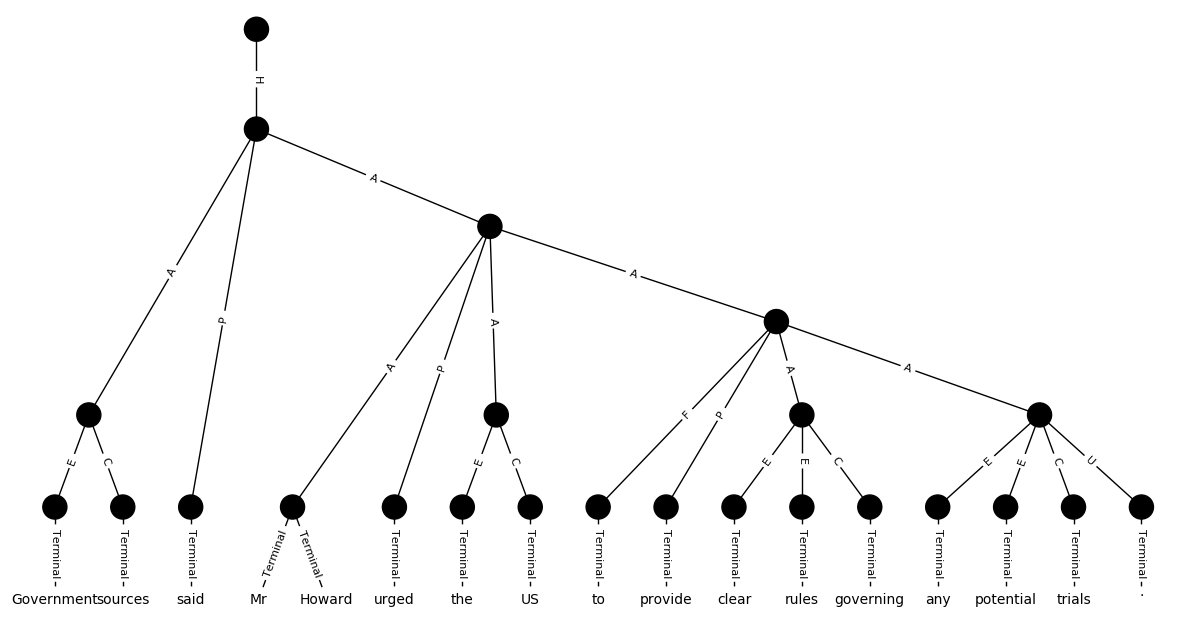 H
A
A
A
P
A
P
A
A
F
P
A
A
E
C
E
C
E
E
C
E
E
C
U
Terminal Terminal Terminal Terminal Terminal Terminal Terminal Terminal Terminal Terminal Terminal Terminal Terminal Terminal Terminal Terminal Terminal
Government sources said Mr Howard urged the US to provide clear rules governing any potential trials .